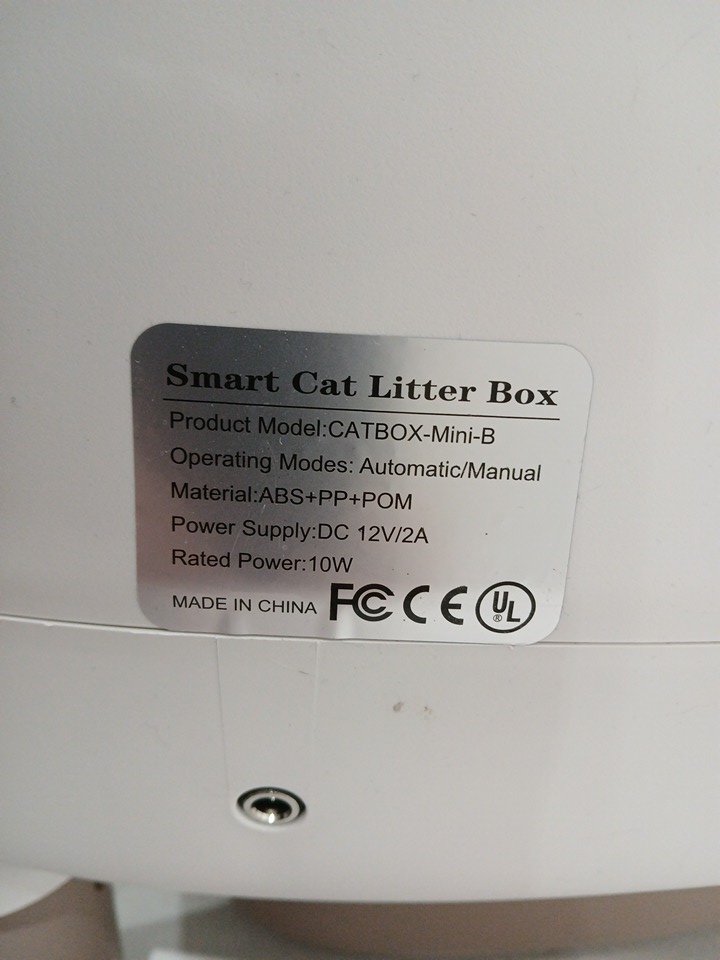 Smart Cat Litter Box
Product Model:CATBOX-Mini-B
Operating Modes: Automatic/Manual
Material:ABS+PP+POM
Power Supply:DC 12V/2A
Rated Power:10W
MADE IN CHINA FC CE UL®